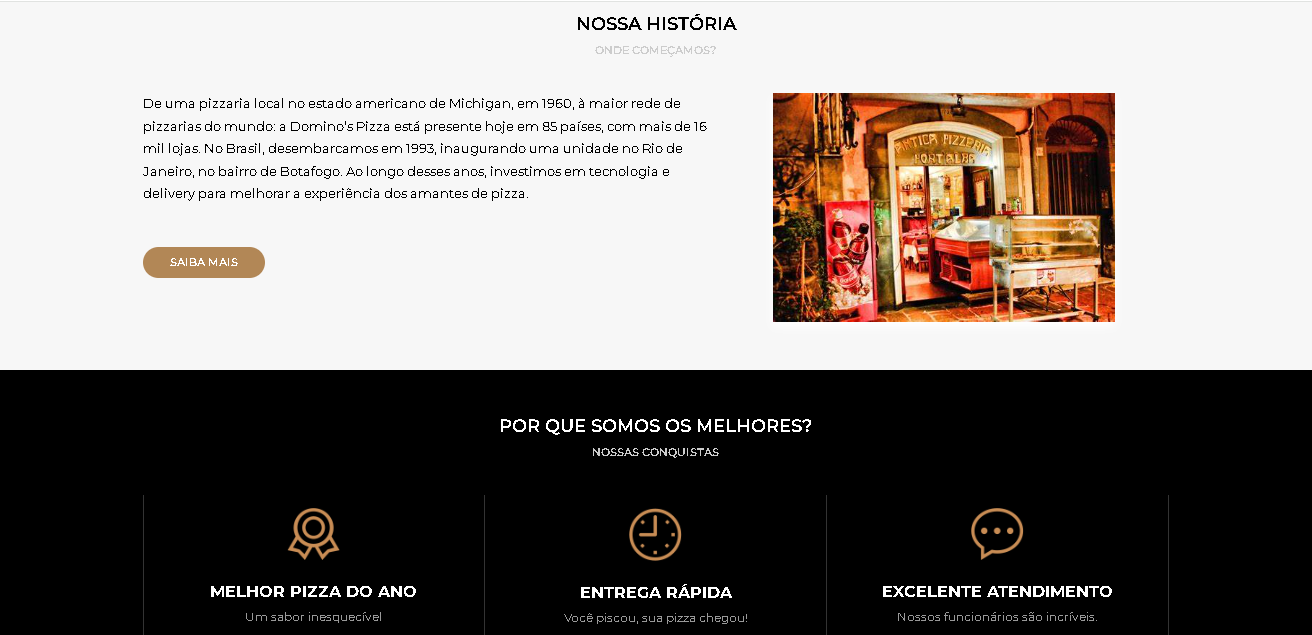 NOSSA HISTÓRIA
ONDE COMEÇAMOS?
De uma pizzaria local no estado americano de Michigan, em 1960, à maior rede de
pizzarias do mundo: a Domino's Pizza está presente hoje em 85 países, com mais de 16
mil lojas. No Brasil, desembarcamos em 1993, inaugurando uma unidade no Rio de
Janeiro, no bairro de Botafogo. Ao longo desses anos, investimos em tecnologia e
delivery para melhorar a experiência dos amantes de pizza.
ANTICA PIZZERIA
PORT'ALBA
SAIBA MAIS
POR QUE SOMOS OS MELHORES?
NOSSAS CONQUISTAS
MELHOR PIZZA DO ANO
Um sabor inesquecível
ENTREGA RÁPIDA
Você piscou, sua pizza chegou!
EXCELENTE ATENDIMENTO
Nossos funcionários são incríveis.